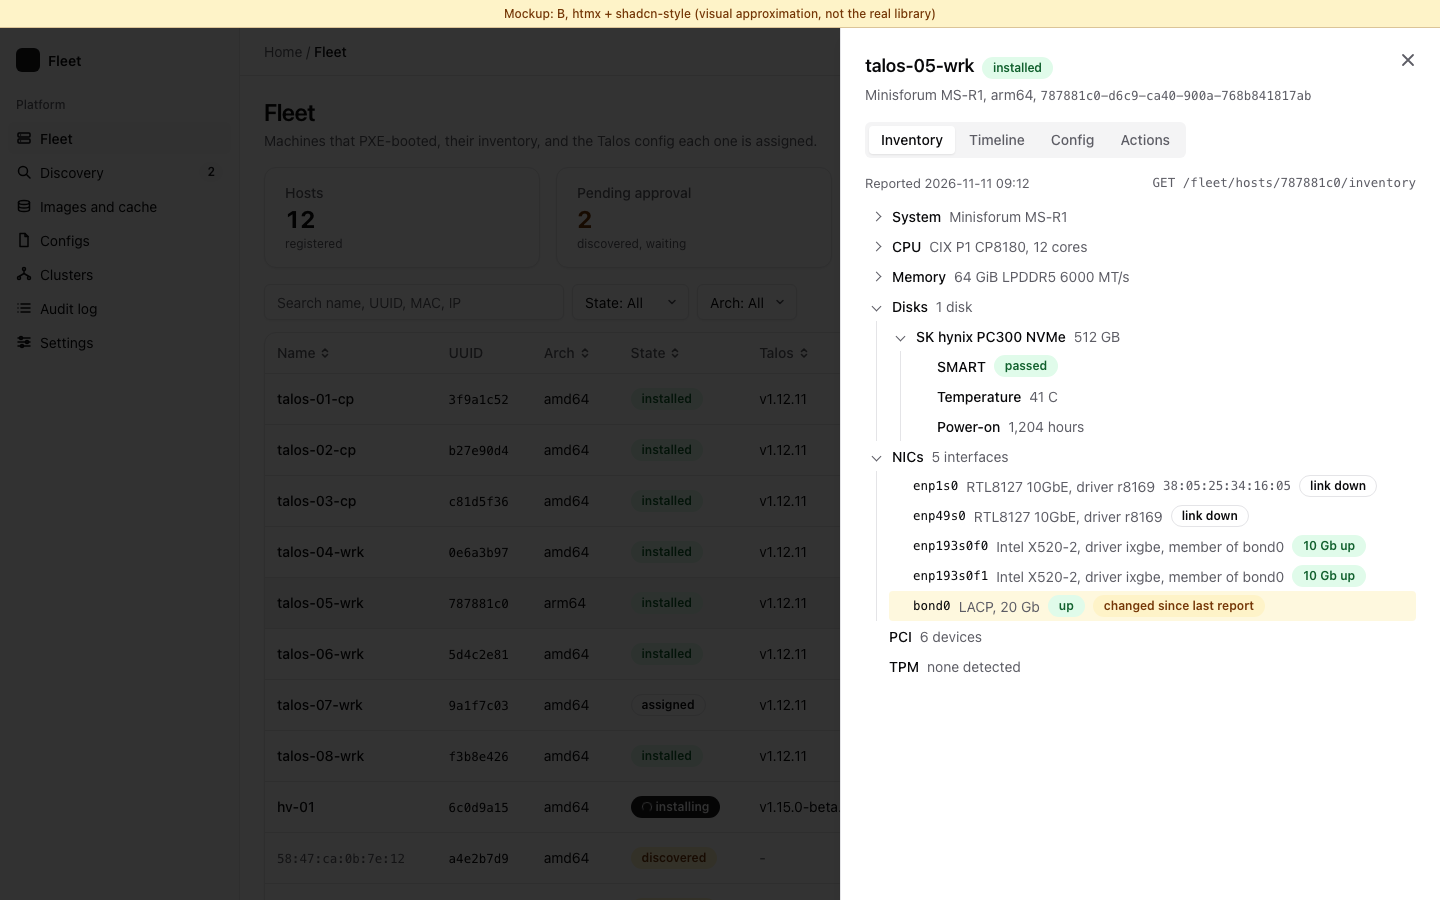 Mockup: B, htmx + shadcn-style (visual approximation, not the real library)
Fleet
Platform
Fleet
Discovery 2
Images and cache
Configs
Clusters
Audit log
Settings
Home / Fleet
Fleet
Machines that PXE-booted, their inventory, and the Talos config each one is assigned.
Hosts
12
registered
Pending approval
2
discovered, waiting
Search name, UUID, MAC, IP
State: All
Arch: All
Name UUID Arch State Talos
talos-01-cp 3f9a1c52 amd64 installed v1.12.11
talos-02-cp b27e90d4 amd64 installed v1.12.11
talos-03-cp c81d5f36 amd64 installed v1.12.11
talos-04-wrk 0e6a3b97 amd64 installed v1.12.11
talos-05-wrk 787881c0 arm64 installed v1.12.11
talos-06-wrk 5d4c2e81 amd64 installed v1.12.11
talos-07-wrk 9a1f7c03 amd64 assigned v1.12.11
talos-08-wrk f3b8e426 amd64 installed v1.12.11
hv-01 6c0d9a15 amd64 installing v1.15.0-beta.
58:47:ca:0b:7e:12 a4e2b7d9 amd64 discovered -
talos-05-wrk installed
Minisforum MS-R1, arm64, 787881c0-d6c9-ca40-900a-768b841817ab
Inventory Timeline Config Actions
Reported 2026-11-11 09:12 GET /fleet/hosts/787881c0/inventory
System Minisforum MS-R1
CPU CIX P1 CP8180, 12 cores
Memory 64 GiB LPDDR5 6000 MT/s
Disks 1 disk
SK hynix PC300 NVMe 512 GB
SMART passed
Temperature 41 C
Power-on 1,204 hours
NICs 5 interfaces
enp1s0 RTL8127 10GbE, driver r8169 38:05:25:34:16:05 link down
enp49s0 RTL8127 10GbE, driver r8169 link down
enp193s0f0 Intel X520-2, driver ixgbe, member of bond0 10 Gb up
enp193s0f1 Intel X520-2, driver ixgbe, member of bond0 10 Gb up
bond0 LACP, 20 Gb up changed since last report
PCI 6 devices
TPM none detected